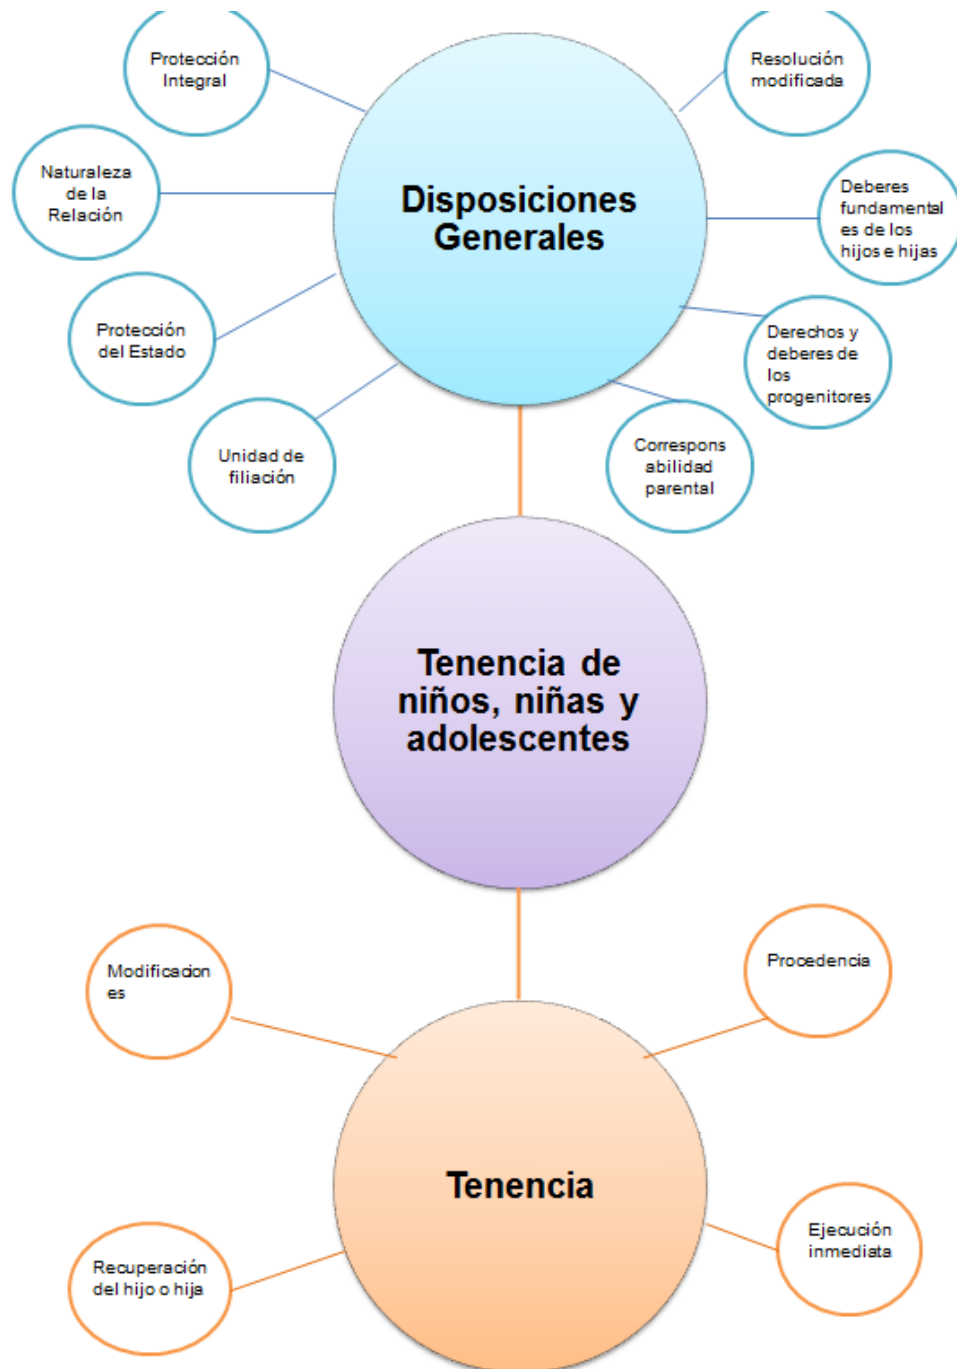 Protección
Integral
Resolución
modificada
Naturaleza
de la
Relación
Disposiciones
Generales
Deberes
fundamental
es de los
hijos e hijas
Protección
del Estado
Derechos y
deberes de
los
progenitores
Unidad de
filiación
Correspons
abilidad
parental
Tenencia de
niños, niñas y
adolescentes
Modificacion
es
Procedencia
Tenencia
Recuperación
del hijo o hija
Ejecución
inmediata